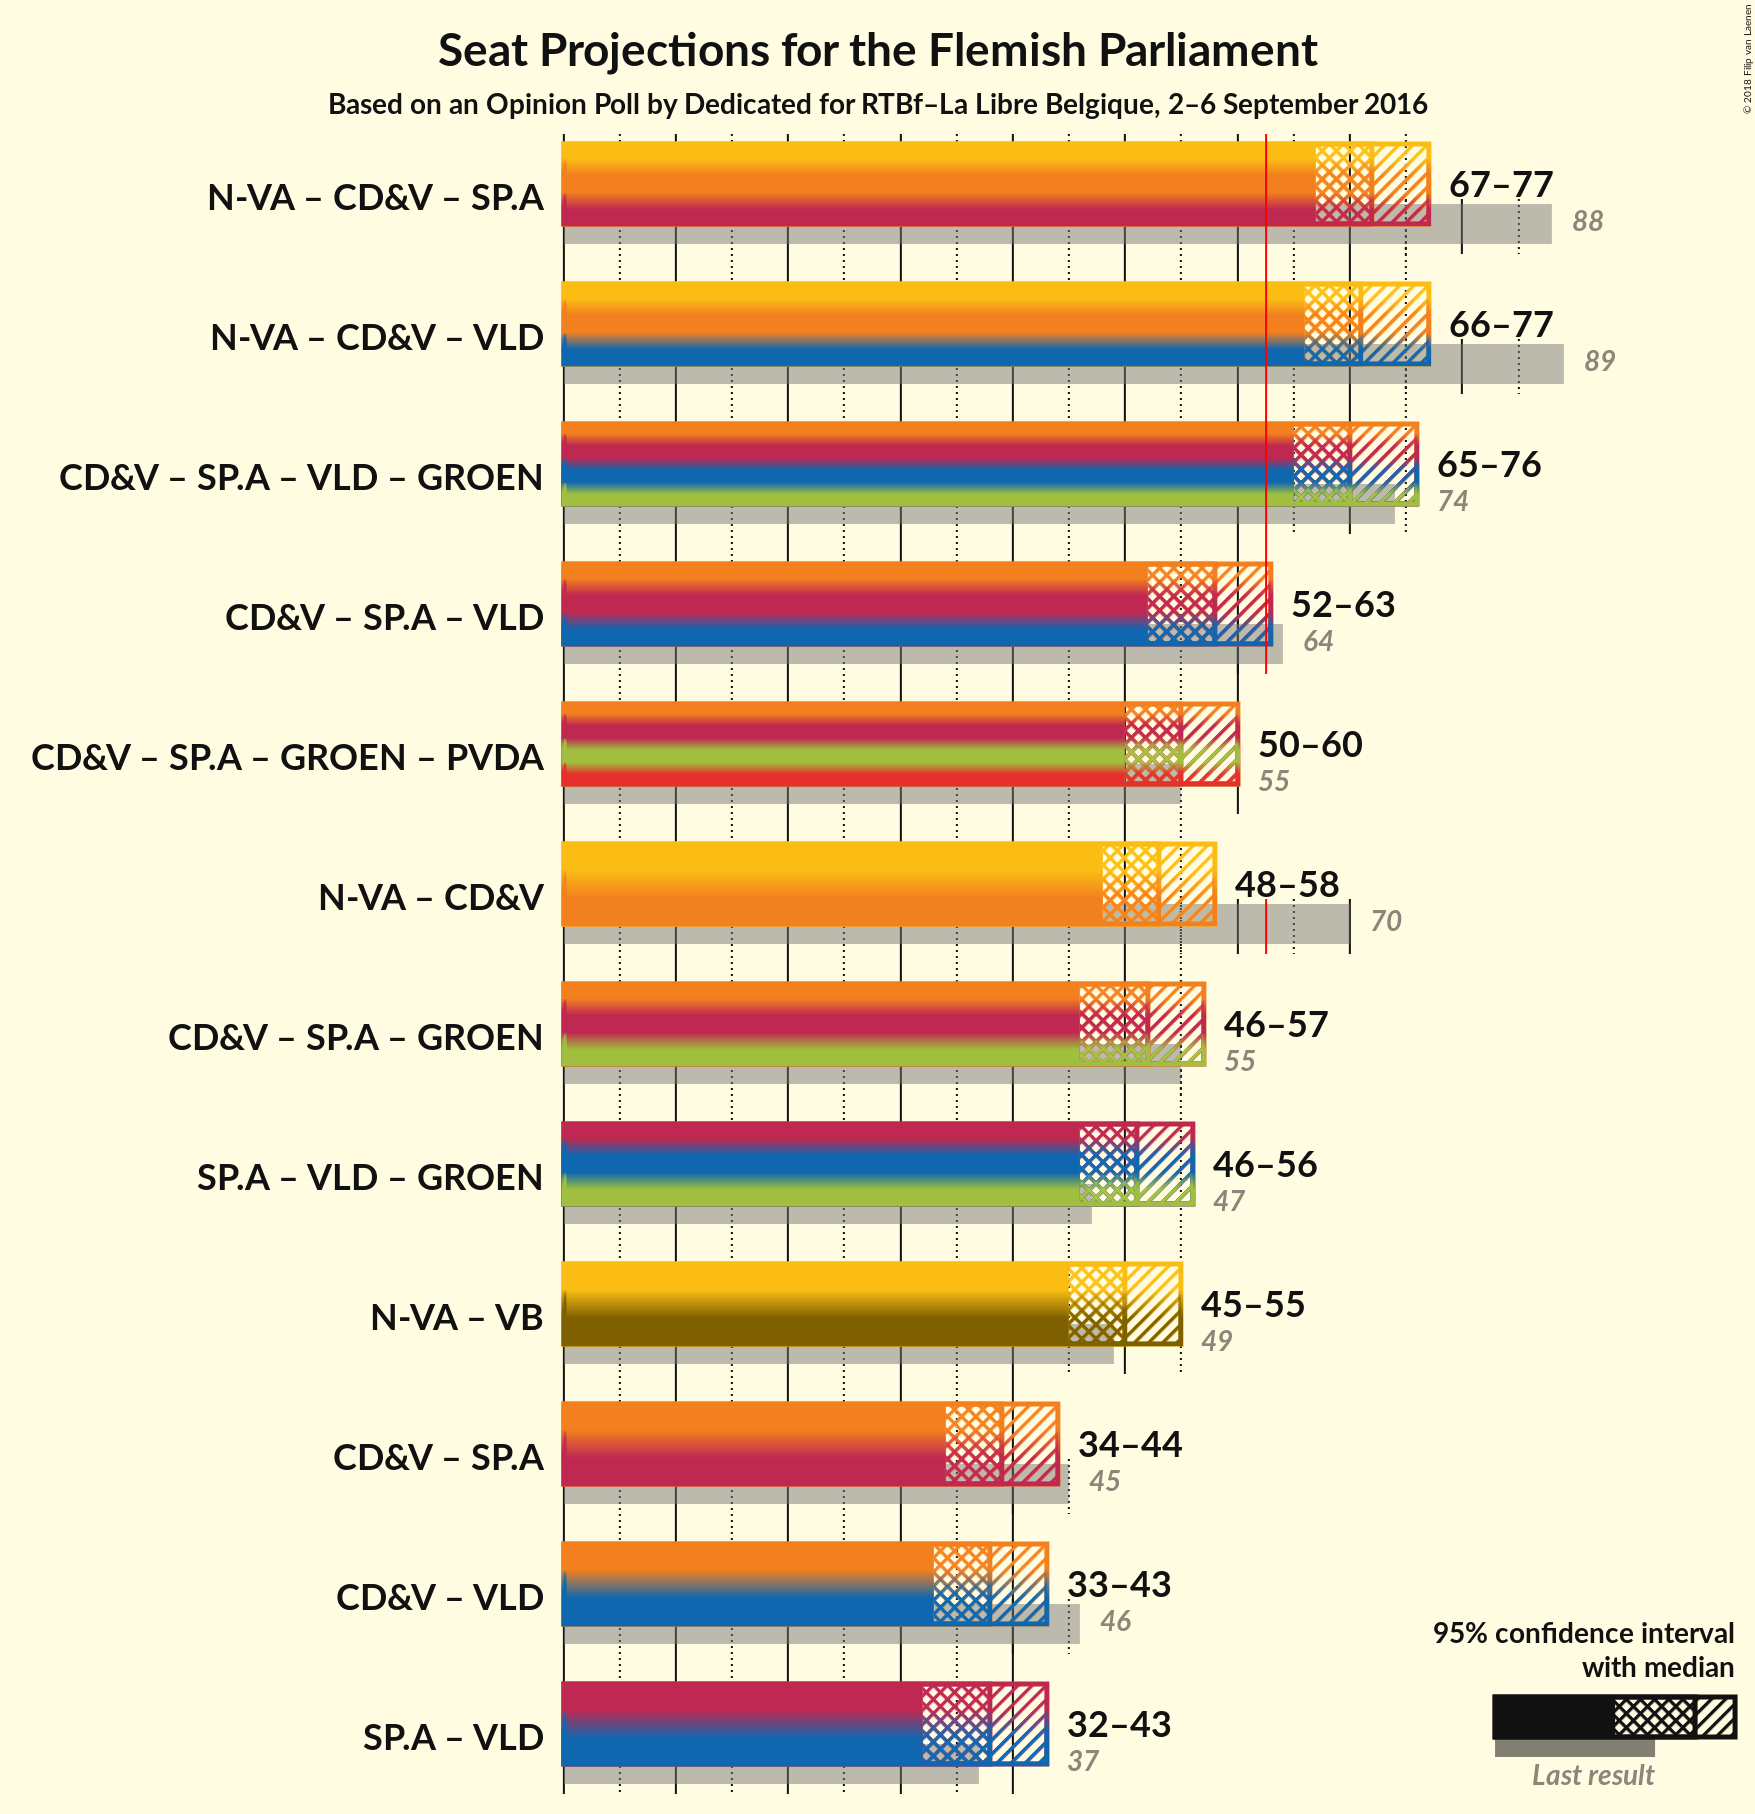 Seat Projections for the Flemish Parliament
Based on an Opinion Poll by Dedicated for RTBf–La Libre Belgique, 2–6 September 2016
© 2018 Filip van Laenen
N-VA – CD&V – SP.A
67–77
88
N-VA – CD&V – VLD
66–77
89
CD&V – SP.A – VLD – GROEN
65–76
74
CD&V – SP.A – VLD
52–63
64
CD&V – SP.A – GROEN – PVDA
50–60
55
N-VA – CD&V
48–58
70
CD&V – SP.A – GROEN
46–57
55
SP.A – VLD – GROEN
46–56
47
N-VA – VB
45–55
49
CD&V – SP.A
34–44
45
CD&V – VLD
33–43
46
SP.A – VLD
32–43
37
95% confidence interval
with median
Last result